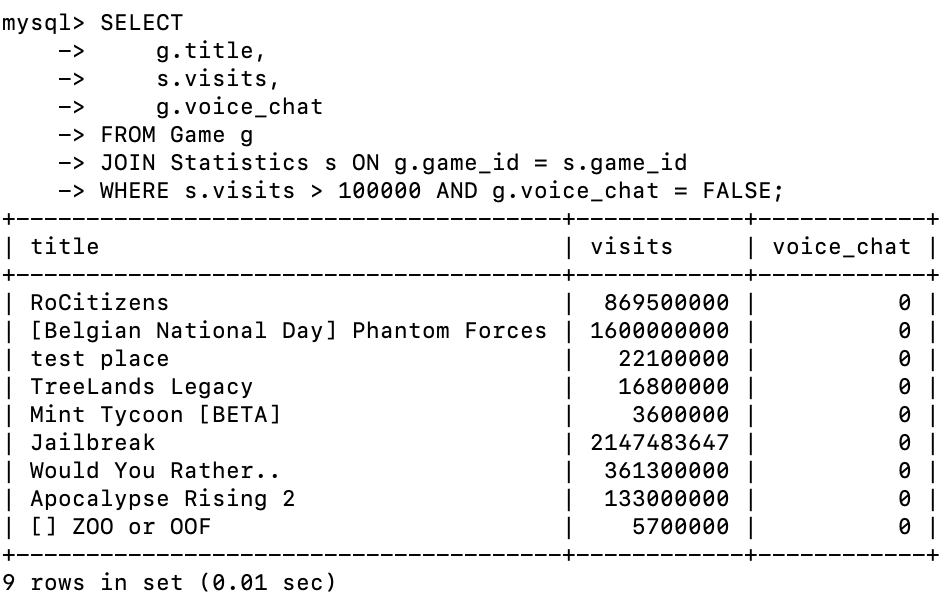 mysql> SELECT
    ->     g.title,
    ->     s.visits,
    ->     g.voice_chat
    -> FROM Game g
    -> JOIN Statistics s ON g.game_id = s.game_id
    -> WHERE s.visits > 100000 AND g.voice_chat = FALSE;
+---------------------------------------+------------+------------+
| title                                 | visits     | voice_chat |
+---------------------------------------+------------+------------+
| RoCitizens                            |  869500000 |          0 |
| [Belgian National Day] Phantom Forces | 1600000000 |          0 |
| test place                            |   22100000 |          0 |
| TreeLands Legacy                      |   16800000 |          0 |
| Mint Tycoon [BETA]                    |    3600000 |          0 |
| Jailbreak                             | 2147483647 |          0 |
| Would You Rather..                    |  361300000 |          0 |
| Apocalypse Rising 2                   |  133000000 |          0 |
| [] ZOO or OOF                         |    5700000 |          0 |
+---------------------------------------+------------+------------+
9 rows in set (0.01 sec)